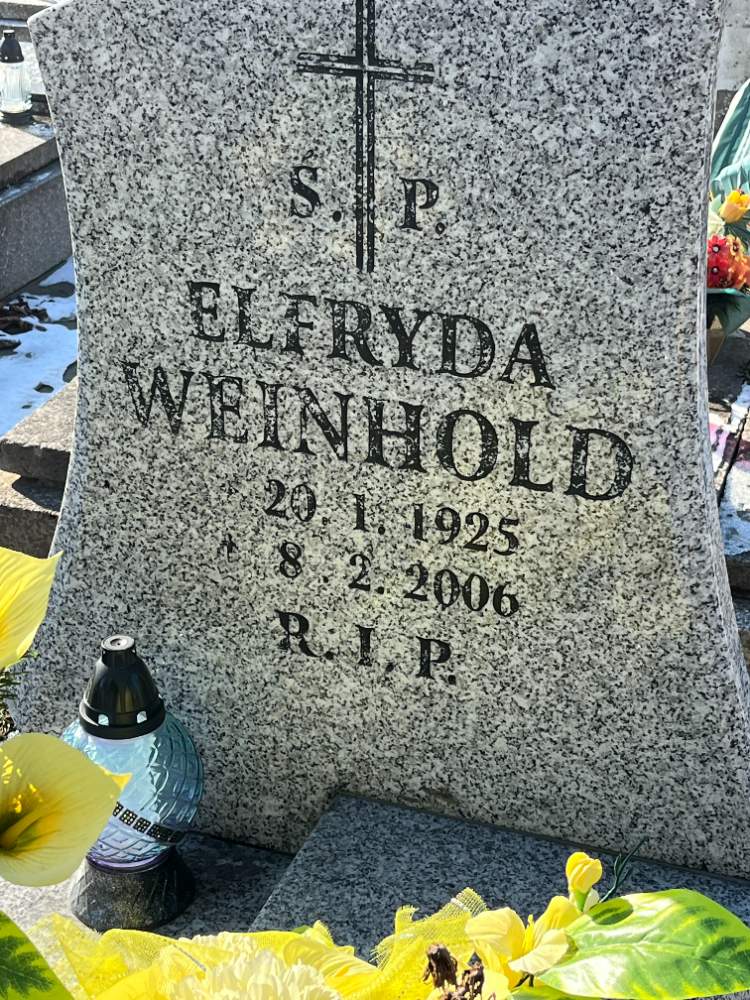 Ś. P.
ELFRYDA
WEINHOLD
* 20. 1. 1925
† 8. 2. 2006
R. I. P.